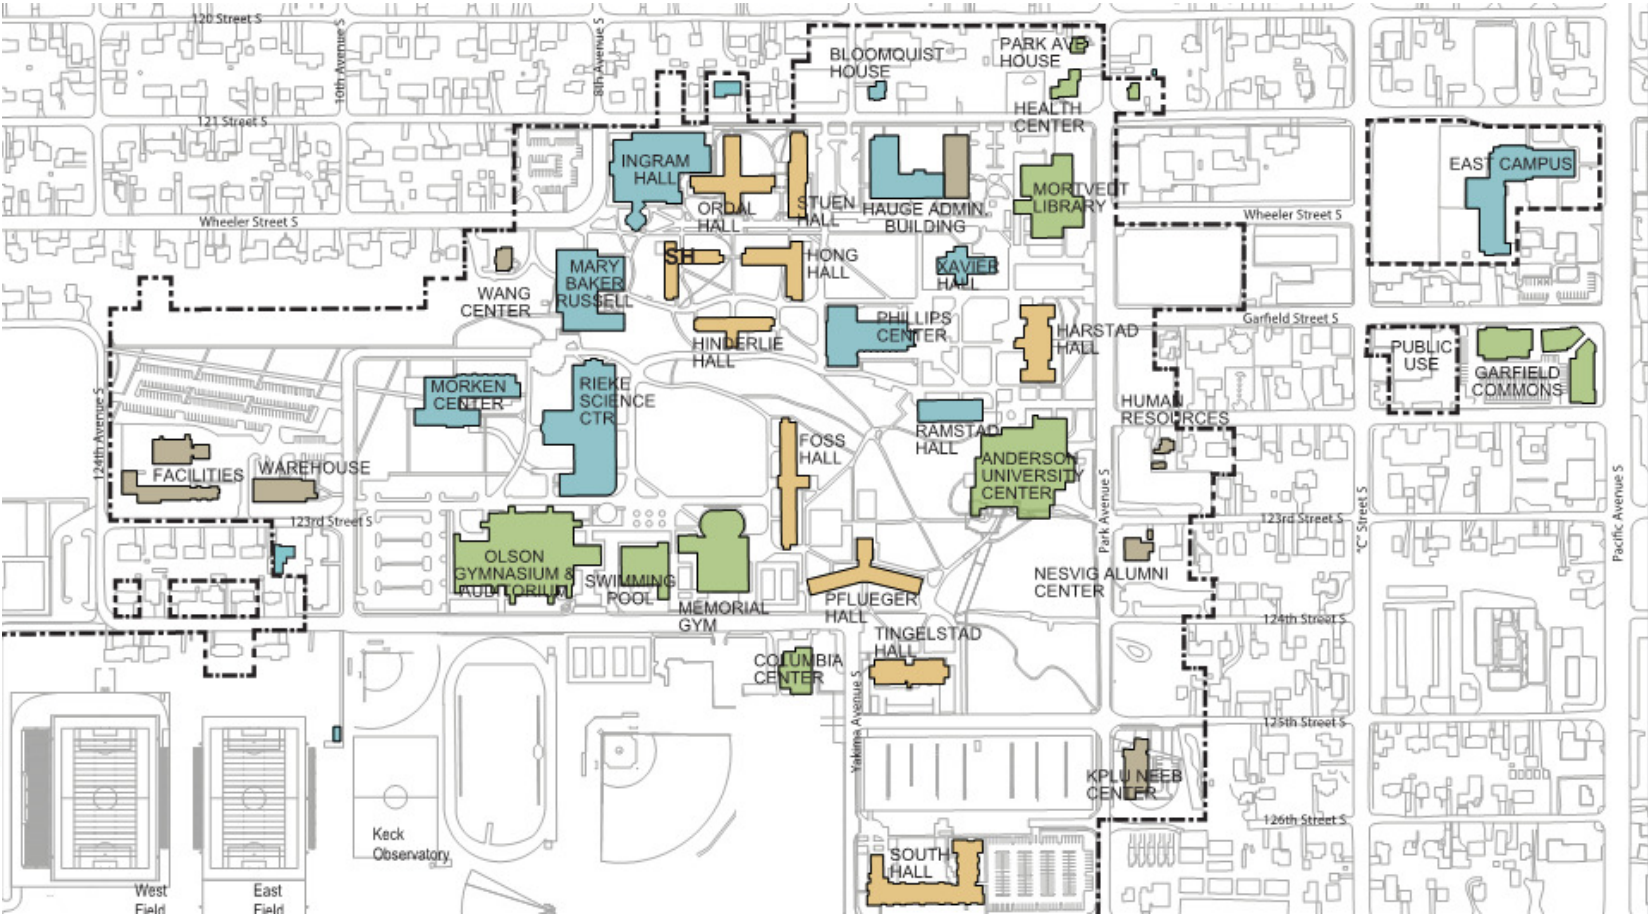 120 Street S
10th Avenue S
8th Avenue S
BLOOMQUIST
HOUSE
PARK AVE
HOUSE
HEALTH
CENTER
121 Street S
INGRAM
HALL
ORDAL
HALL
STUEN
HALL
HAUGE ADMIN.
BUILDING
MORTVEDT
LIBRARY
EAST CAMPUS
Wheeler Street S
Wheeler Street S
WANG
CENTER
MARY
BAKER
RUSSELL
SH
HONG
HALL
XAVIER
HALL
HINDERLIE
HALL
PHILLIPS
CENTER
HARSTAD
HALL
Garfield Street S
PUBLIC
USE
GARFIELD
COMMONS
124th Avenue S
MORKEN
CENTER
RIEKE
SCIENCE
CTR
HUMAN
RESOURCES
RAMSTAD
HALL
FOSS
HALL
ANDERSON
UNIVERSITY
CENTER
FACILITIES
WAREHOUSE
Park Avenue S
"C" Street S
Pacific Avenue S
123rd Street S
123rd Street S
OLSON
GYMNASIUM &
AUDITORIUM
SWIMMING
POOL
MEMORIAL
GYM
PFLUEGER
HALL
NESVIG ALUMNI
CENTER
124th Street S
TINGELSTAD
HALL
COLUMBIA
CENTER
Yakima Avenue S
125th Street S
KPLU NEEB
CENTER
126th Street S
Keck
Observatory
SOUTH
HALL
West
Field
East
Field